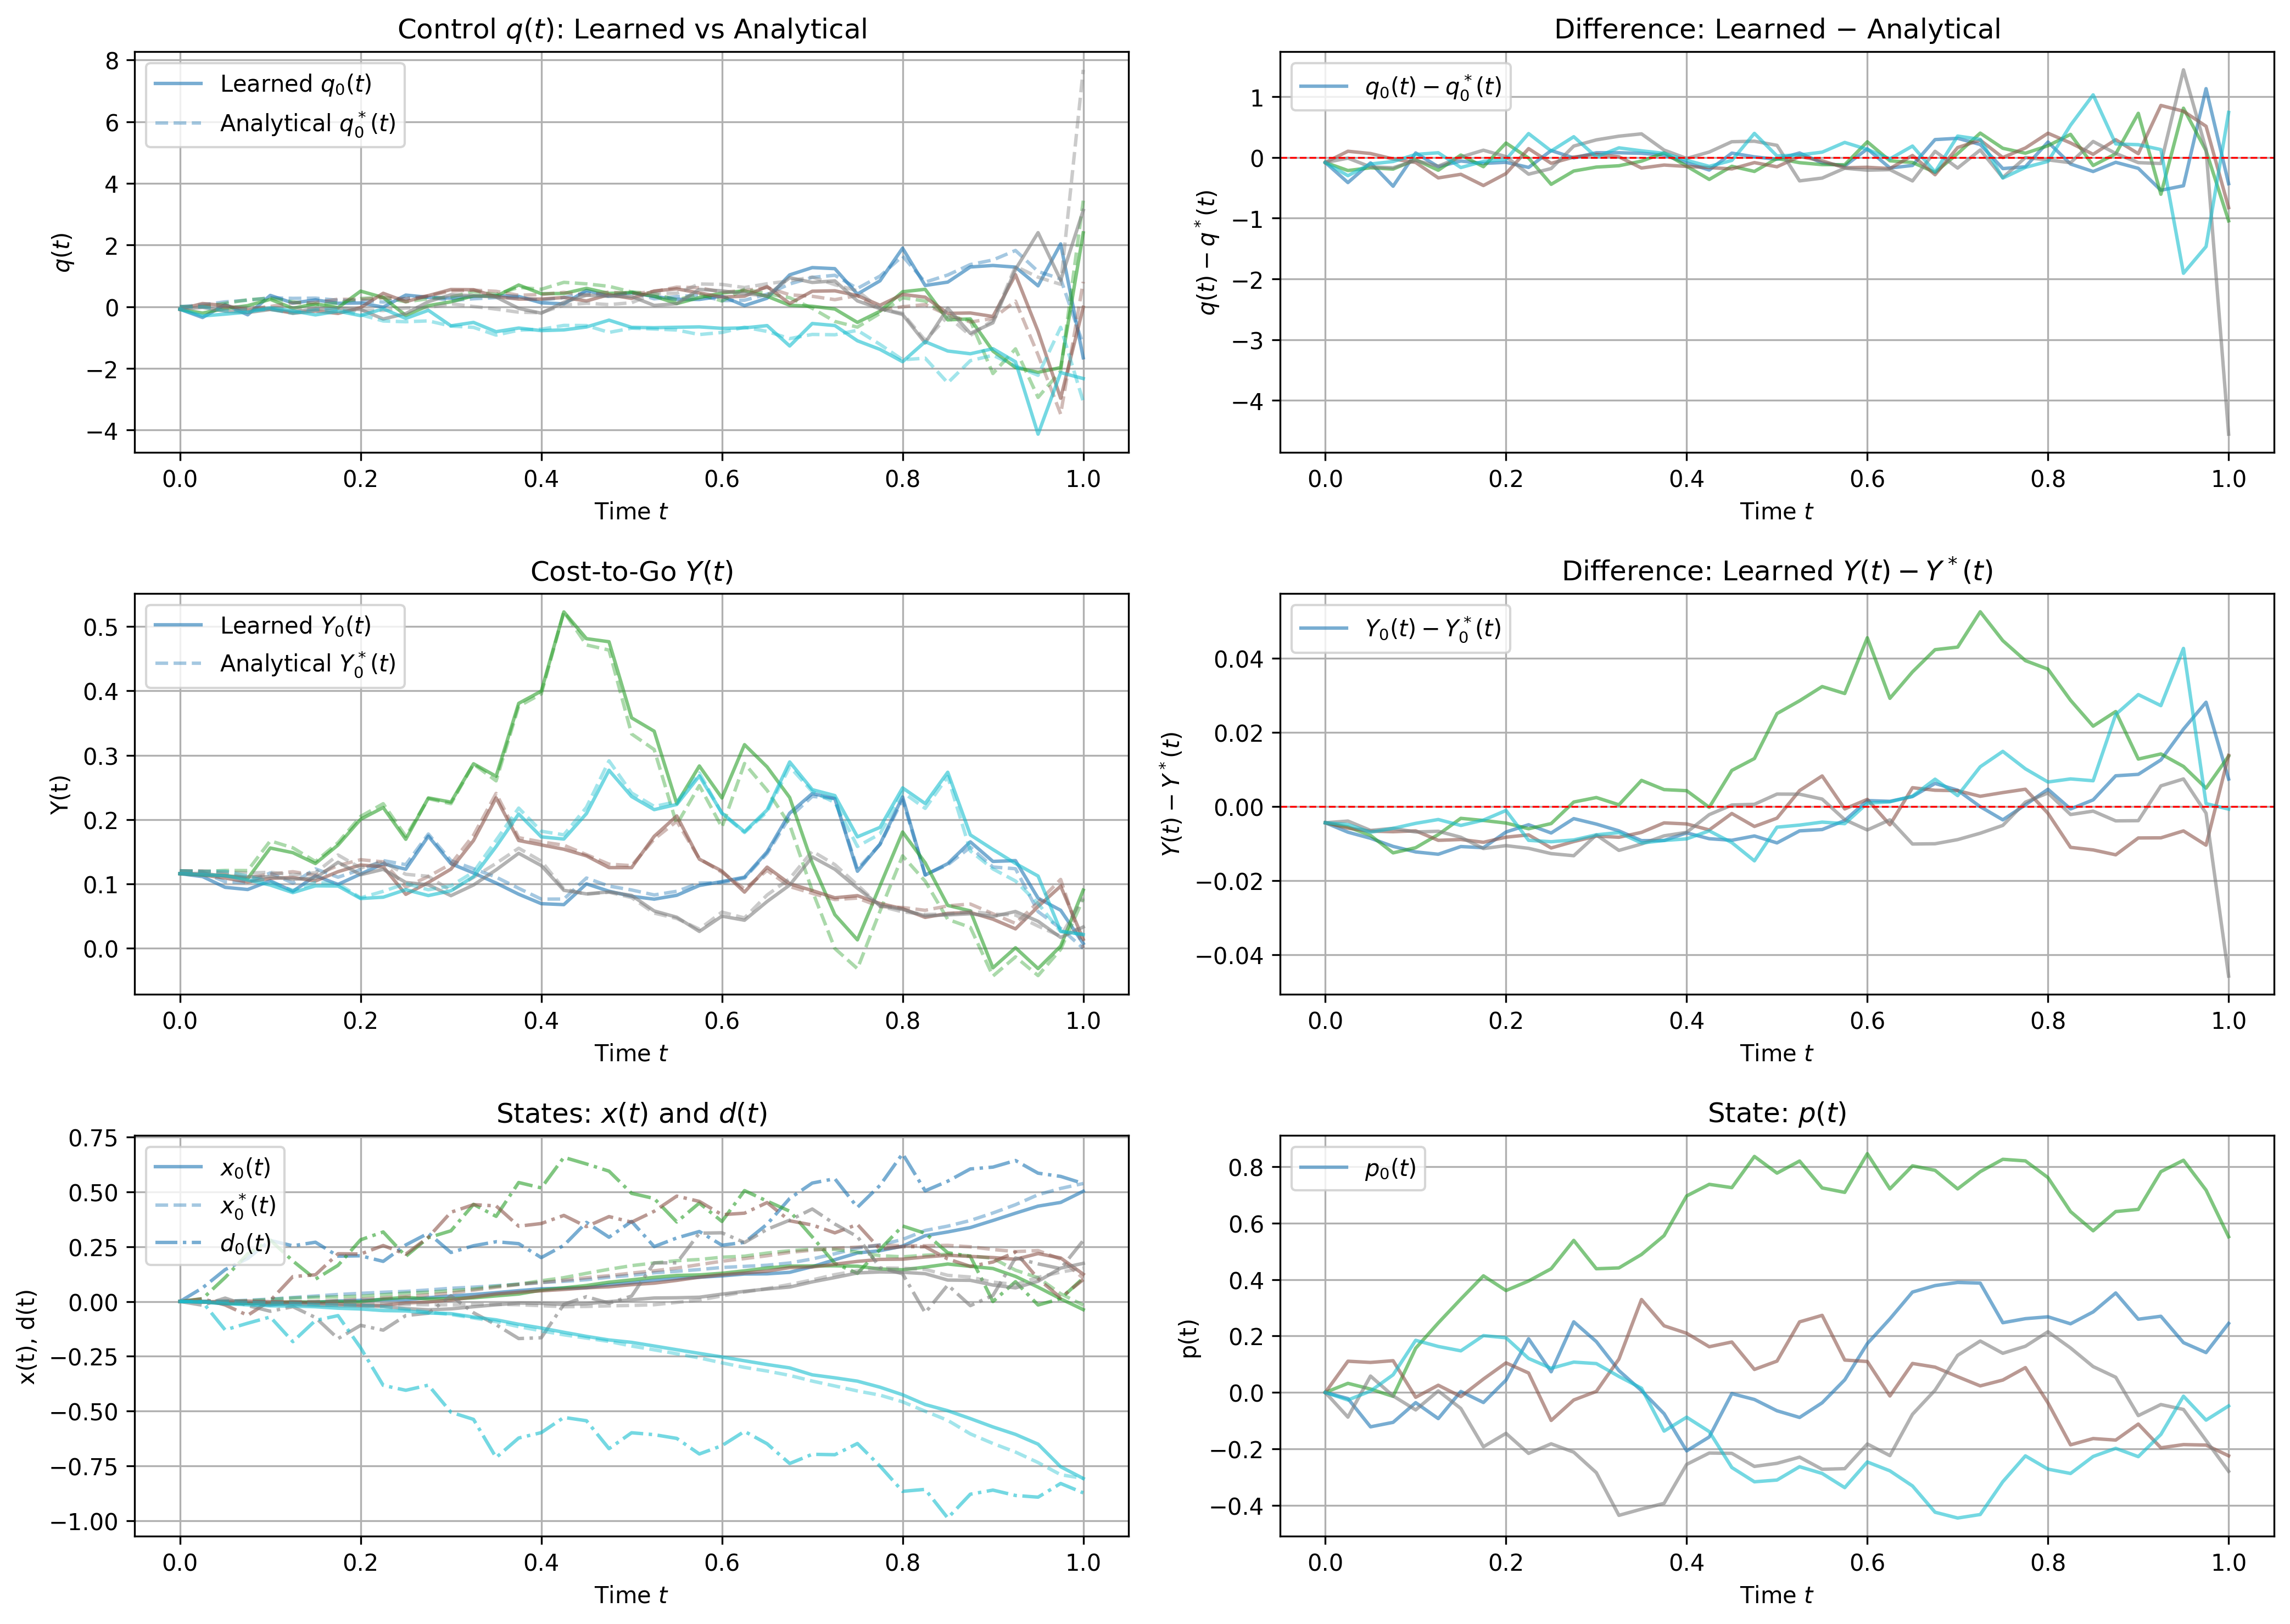 Control q(t): Learned vs Analytical
8
6
4
2
0
−2
−4
q(t)
Learned q₀(t)
Analytical q₀*(t)
0.0 0.2 0.4 0.6 0.8 1.0
Time t
Difference: Learned − Analytical
1
0
−1
−2
−3
−4
q(t) − q*(t)
q₀(t) − q₀*(t)
0.0 0.2 0.4 0.6 0.8 1.0
Time t
Cost-to-Go Y(t)
0.5
0.4
0.3
0.2
0.1
0.0
Y(t)
Learned Y₀(t)
Analytical Y₀*(t)
0.0 0.2 0.4 0.6 0.8 1.0
Time t
Difference: Learned Y(t) − Y*(t)
0.04
0.02
0.00
−0.02
−0.04
Y(t) − Y*(t)
Y₀(t) − Y₀*(t)
0.0 0.2 0.4 0.6 0.8 1.0
Time t
States: x(t) and d(t)
0.75
0.50
0.25
0.00
−0.25
−0.50
−0.75
−1.00
x(t), d(t)
x₀(t)
x₀*(t)
d₀(t)
0.0 0.2 0.4 0.6 0.8 1.0
Time t
State: p(t)
0.8
0.6
0.4
0.2
0.0
−0.2
−0.4
p(t)
p₀(t)
0.0 0.2 0.4 0.6 0.8 1.0
Time t